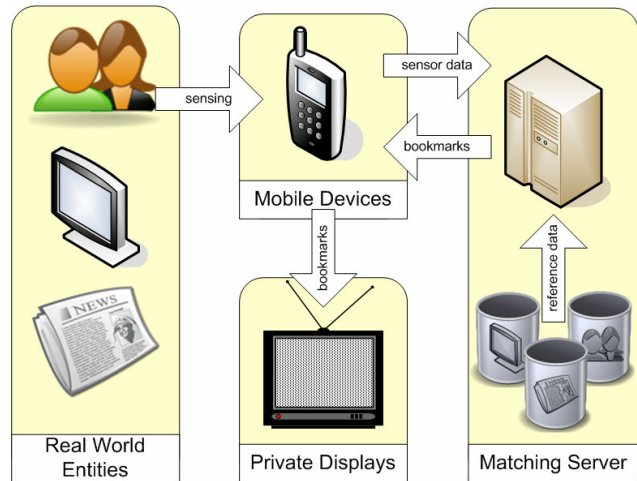 sensing
sensor data
bookmarks
Mobile Devices
bookmarks
reference data
NEWS
Real World
Entities
Private Displays
Matching Server